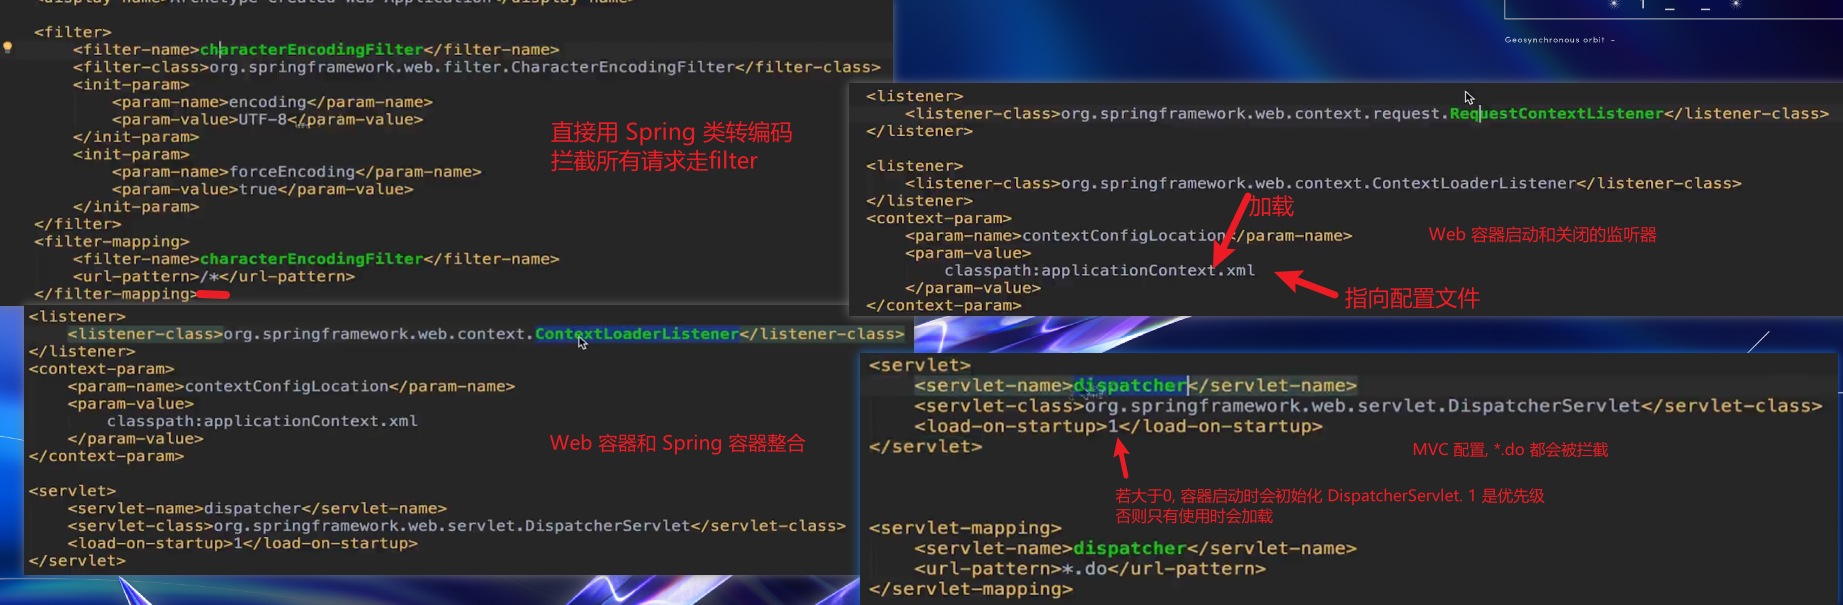 <display-name>Archetype Created Web Application</display-name>
<filter>
<filter-name>characterEncodingFilter</filter-name>
<filter-class>org.springframework.web.filter.CharacterEncodingFilter</filter-class>
<init-param>
<param-name>encoding</param-name>
<param-value>UTF-8</param-value>
</init-param>
<init-param>
<param-name>forceEncoding</param-name>
<param-value>true</param-value>
</init-param>
</filter>
<filter-mapping>
<filter-name>characterEncodingFilter</filter-name>
<url-pattern>/*</url-pattern>
</filter-mapping>
直接用 Spring 类转编码
拦截所有请求走filter
Geosynchronous orbit -
<listener>
<listener-class>org.springframework.web.context.request.RequestContextListener</listener-class>
</listener>
<listener>
<listener-class>org.springframework.web.context.ContextLoaderListener</listener-class>
</listener>
<context-param>
<param-name>contextConfigLocation</param-name>
<param-value>
classpath:applicationContext.xml
</param-value>
</context-param>
加载
Web 容器启动和关闭的监听器
指向配置文件
<listener>
<listener-class>org.springframework.web.context.ContextLoaderListener</listener-class>
</listener>
<context-param>
<param-name>contextConfigLocation</param-name>
<param-value>
classpath:applicationContext.xml
</param-value>
</context-param>
<servlet>
<servlet-name>dispatcher</servlet-name>
<servlet-class>org.springframework.web.servlet.DispatcherServlet</servlet-class>
<load-on-startup>1</load-on-startup>
</servlet>
Web 容器和 Spring 容器整合
<servlet>
<servlet-name>dispatcher</servlet-name>
<servlet-class>org.springframework.web.servlet.DispatcherServlet</servlet-class>
<load-on-startup>1</load-on-startup>
</servlet>
MVC 配置, *.do 都会被拦截
若大于0, 容器启动时会初始化 DispatcherServlet. 1 是优先级
否则只有使用时会加载
<servlet-mapping>
<servlet-name>dispatcher</servlet-name>
<url-pattern>*.do</url-pattern>
</servlet-mapping>